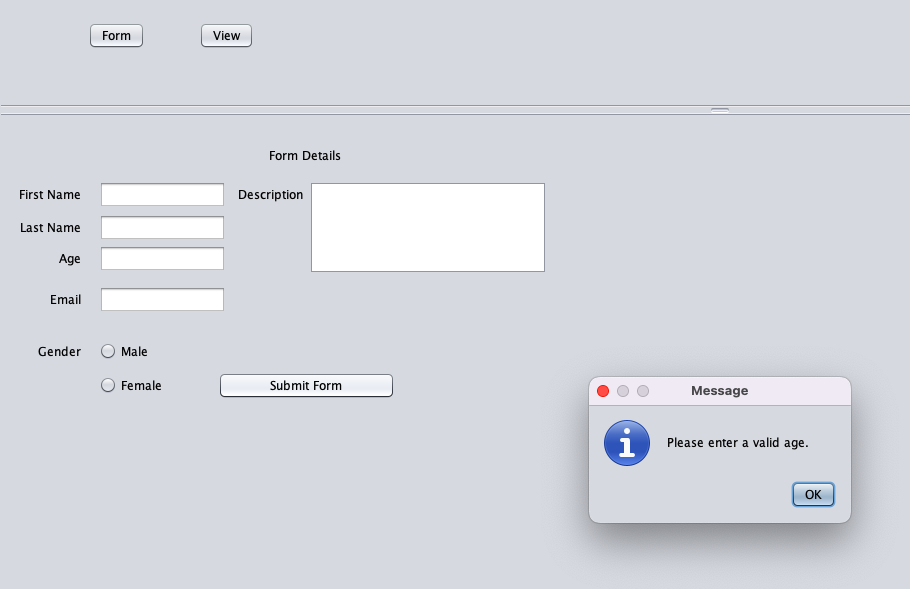 Form
View
Form Details
First Name
Description
Last Name
Age
Email
Gender
Male
Female
Submit Form
Message
Please enter a valid age.
OK